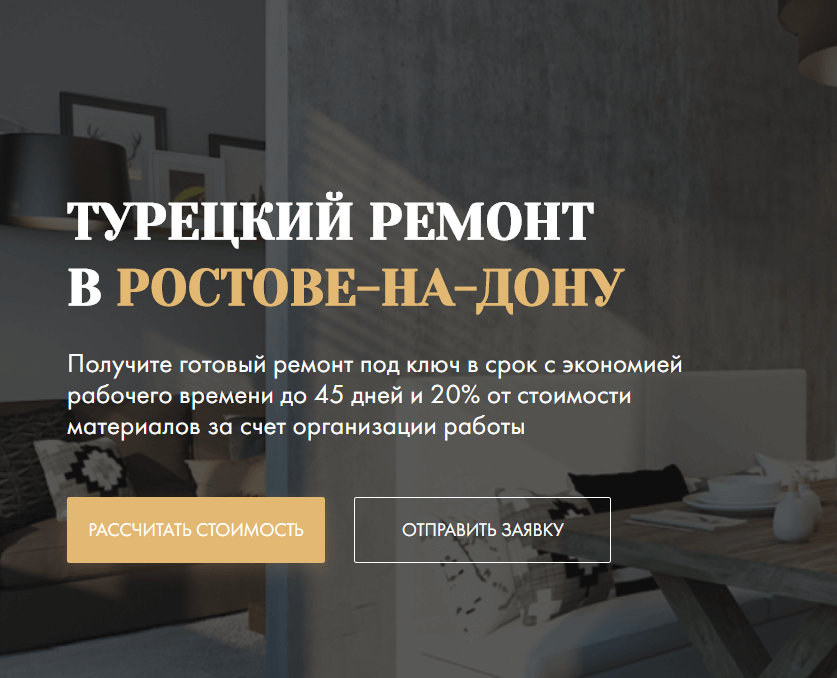 ТУРЕЦКИЙ РЕМОНТ
В РОСТОВЕ-НА-ДОНУ
Получите готовый ремонт под ключ в срок с экономией
рабочего времени до 45 дней и 20% от стоимости
материалов за счет организации работы
РАССЧИТАТЬ СТОИМОСТЬ
ОТПРАВИТЬ ЗАЯВКУ